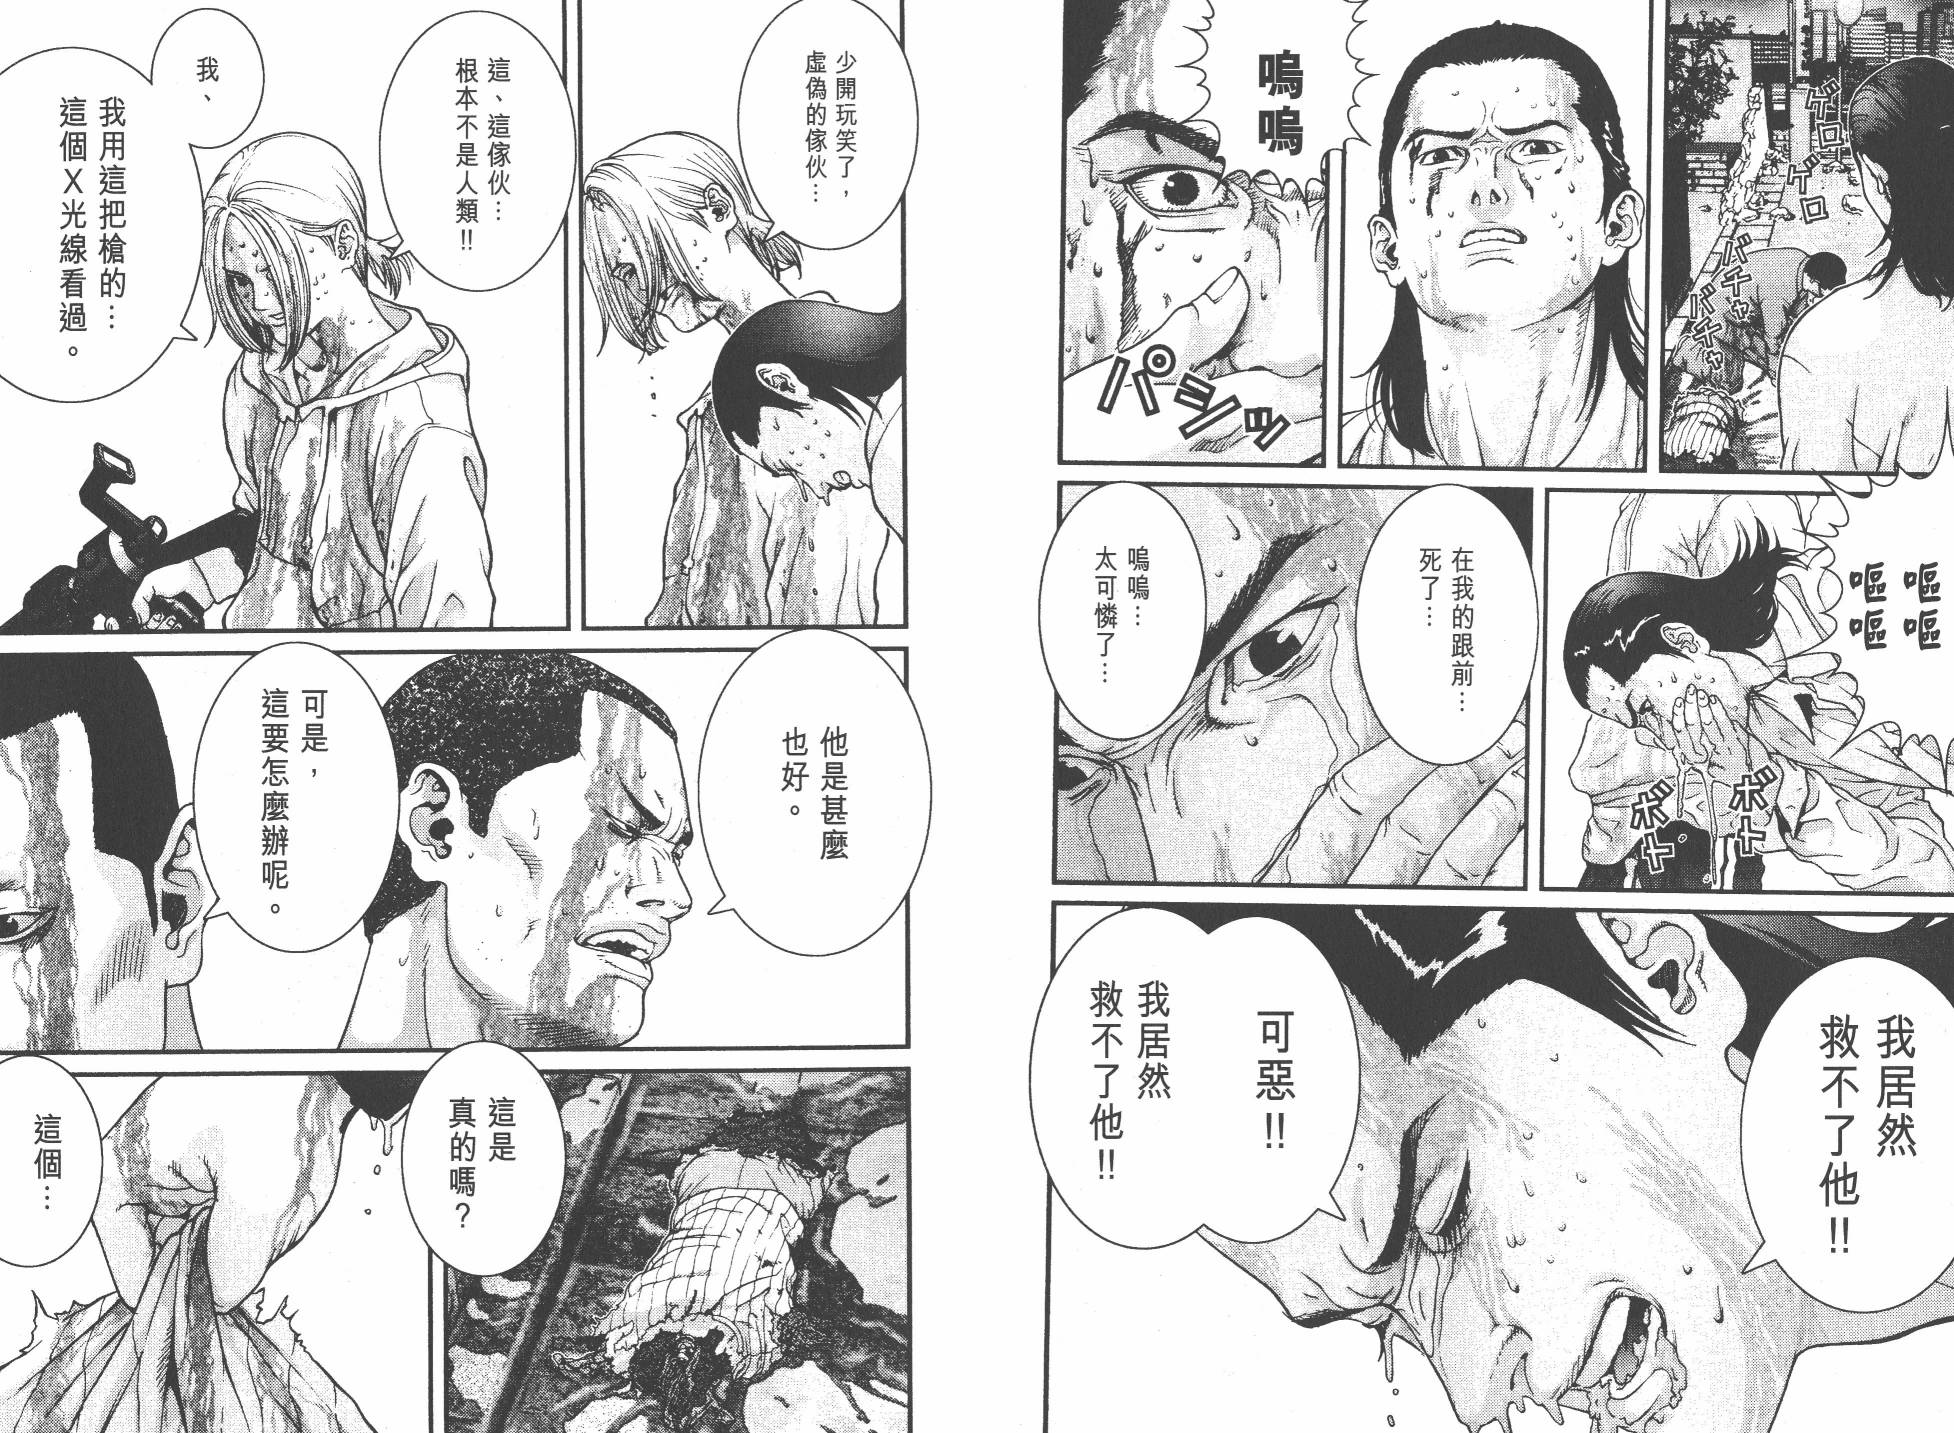 ゲロロ
ゲロ
バチャ
バチャ
嗚
嗚
パシッ
嘔嘔
嘔嘔
ボタ
ボタ
在我的跟前…
死了…
嗚嗚…
太可憐了…
我居然
救不了他!!
可惡!!
我居然
救不了他!!
少開玩笑了，
虛偽的傢伙…
…
這、這傢伙…
根本不是人類!!
我、
我用這把槍的…
這個X光線看過。
他是甚麼
也好。
可是，
這要怎麼辦呢。
這是
真的嗎？
這個…